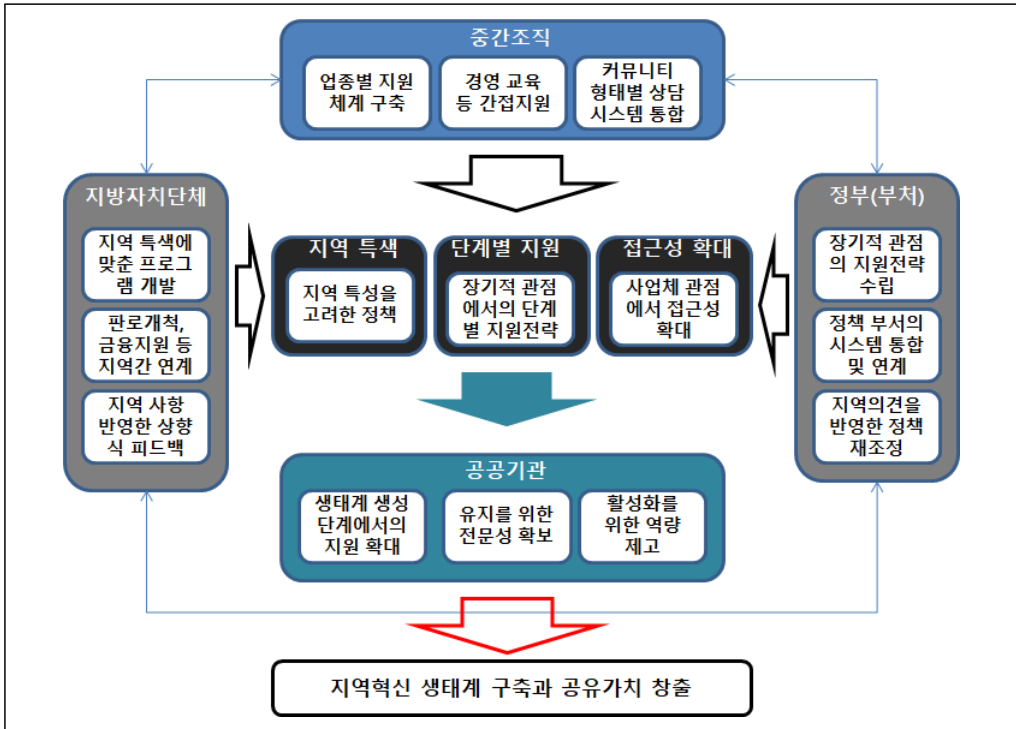 중간조직
업종별 지원
체계 구축
경영 교육
등 간접지원
커뮤니티
형태별 상담
시스템 통합
지방자치단체
지역 특색에
맞춘 프로그
램 개발
판로개척,
금융지원 등
지역간 연계
지역 사항
반영한 상향
식 피드백
지역 특색
지역 특성을
고려한 정책
단계별 지원
장기적 관점
에서의 단계
별 지원전략
접근성 확대
사업체 관점
에서 접근성
확대
정부(부처)
장기적 관점
의 지원전략
수립
정책 부서의
시스템 통합
및 연계
지역의견을
반영한 정책
재조정
공공기관
생태계 생성
단계에서의
지원 확대
유지를 위한
전문성 확보
활성화를
위한 역량
제고
지역혁신 생태계 구축과 공유가치 창출